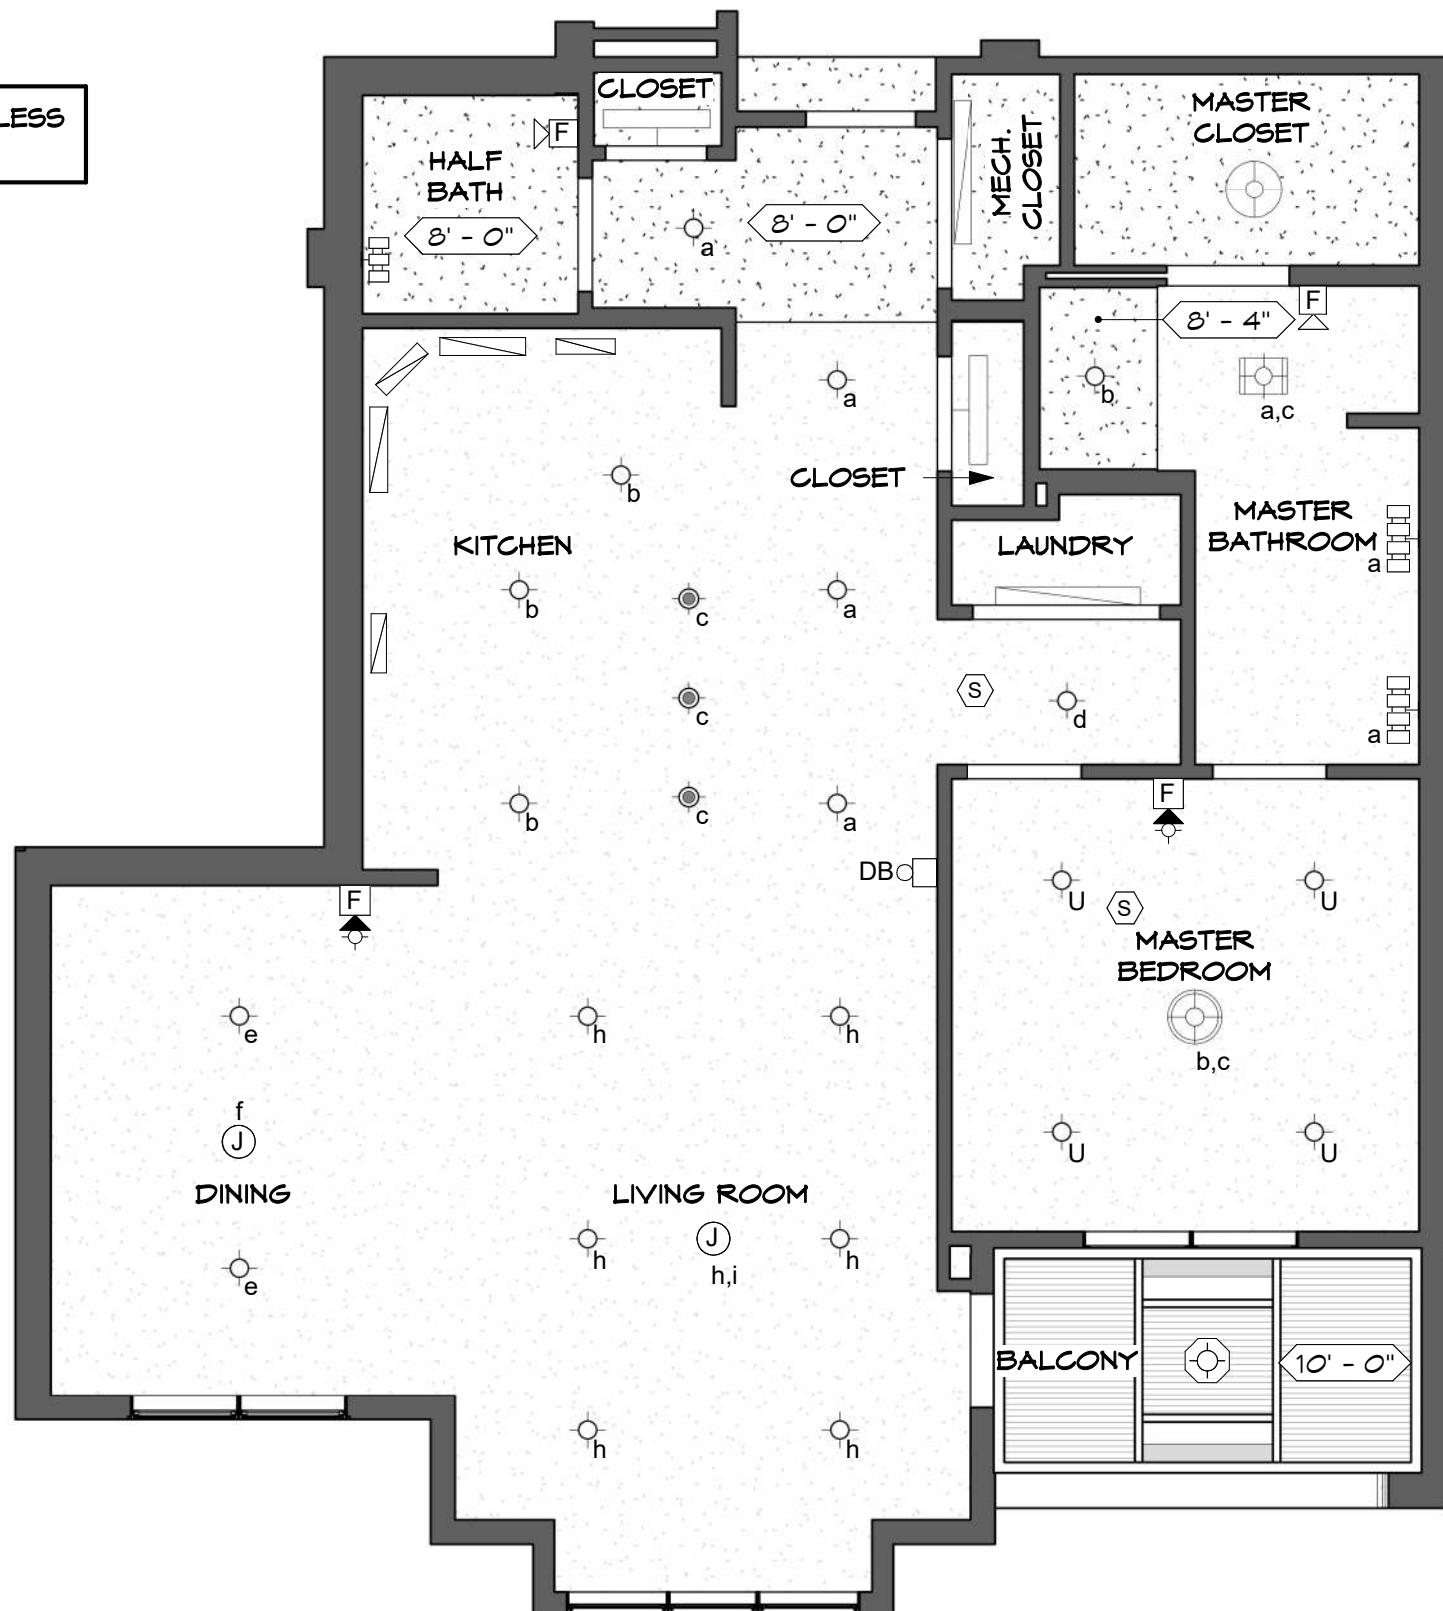 LESS
CLOSET
F
HALF
BATH
8' - 0"
a
8' - 0"
MECH.
CLOSET
MASTER
CLOSET
F
8' - 4"
b
a,c
a
CLOSET
b
KITCHEN
b
c
a
LAUNDRY
MASTER
BATHROOM
a
S
d
c
a
b
c
a
F
DB
U
S
U
MASTER
BEDROOM
F
e
h
h
b,c
f
J
U
U
DINING
LIVING ROOM
J
h
h
h,i
e
BALCONY
10' - 0"
h
h